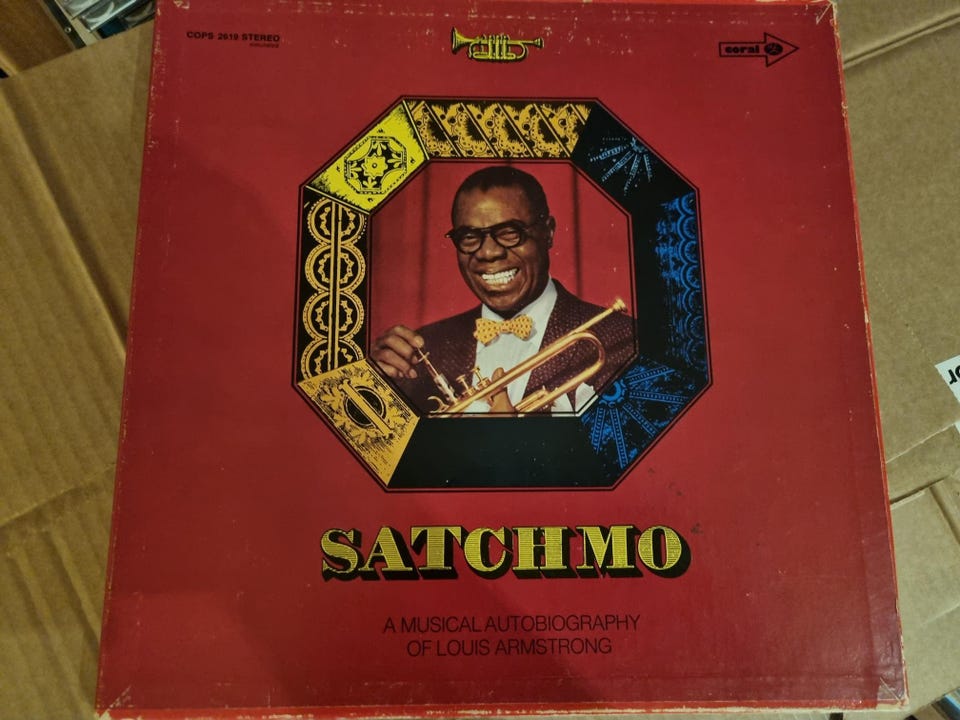 COPS 2619 STEREO
coral
SATCHMO
A MUSICAL AUTOBIOGRAPHY
OF LOUIS ARMSTRONG